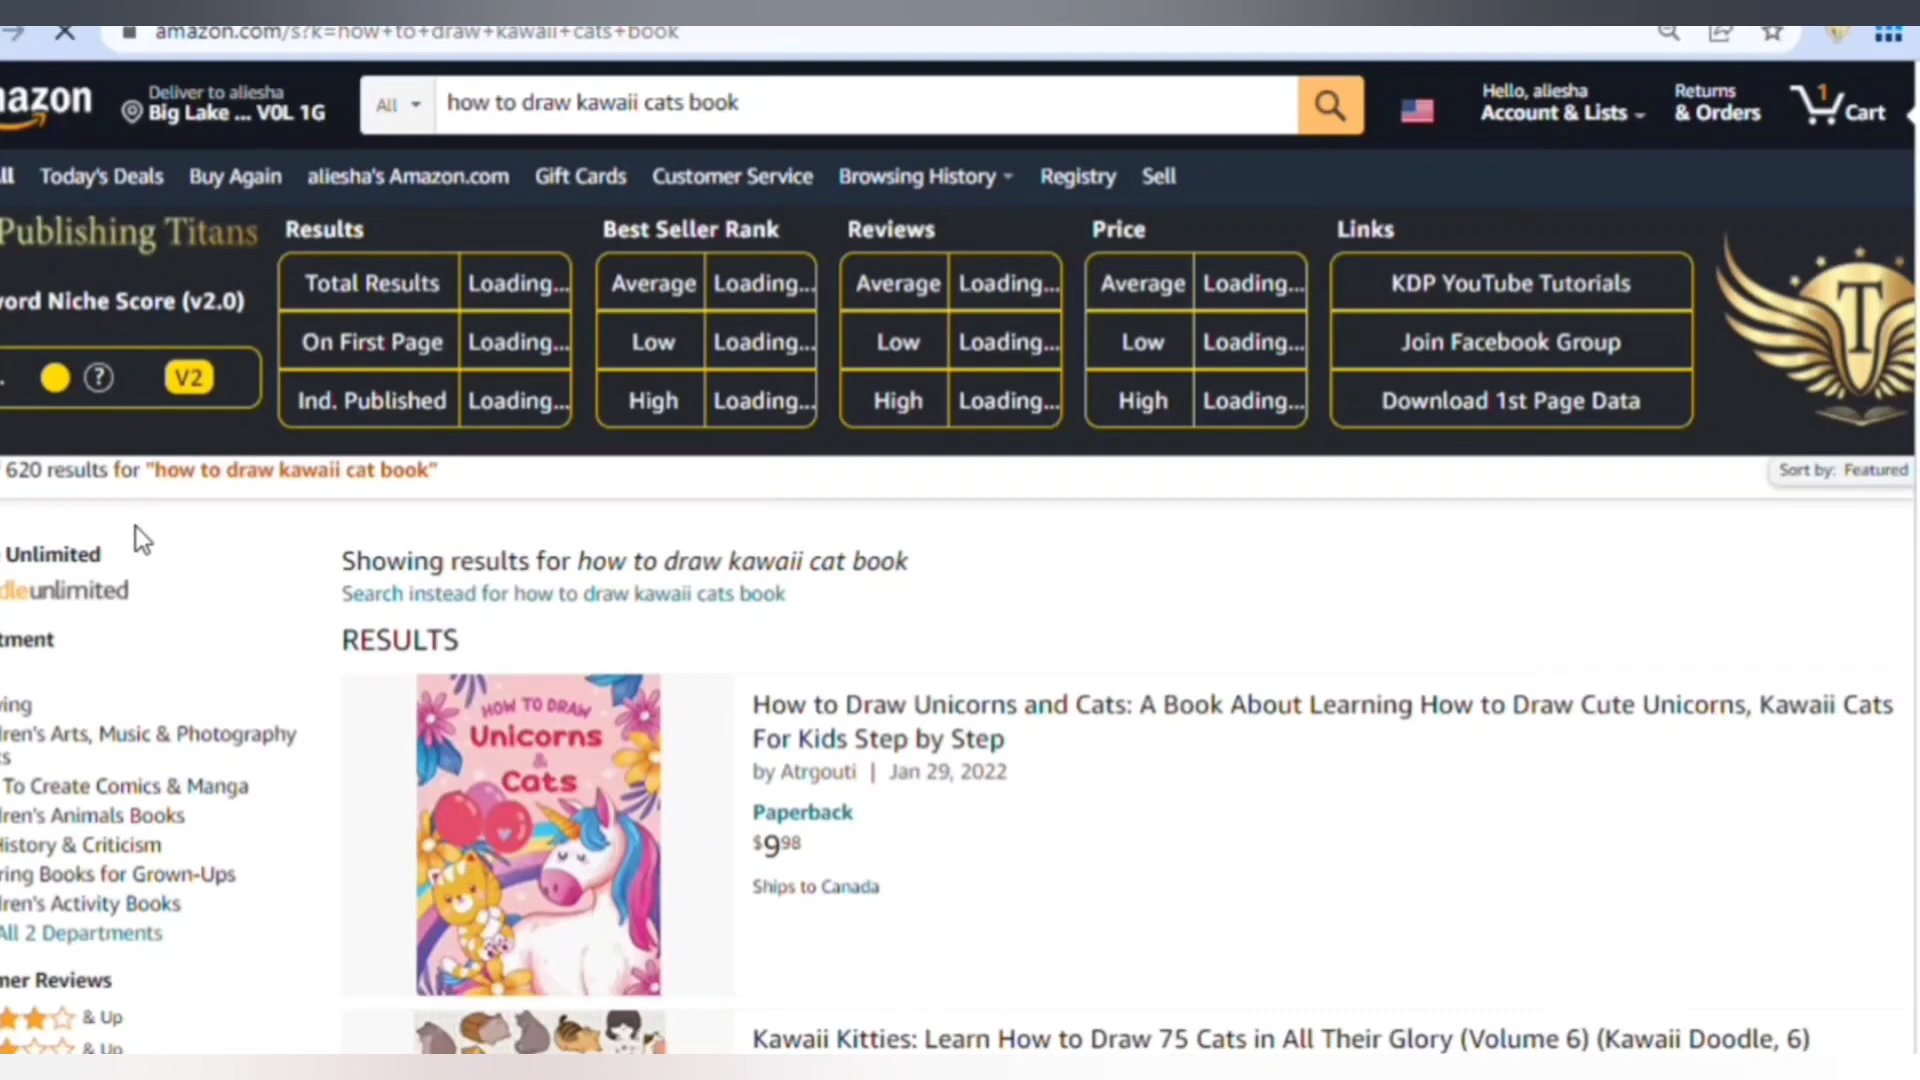 amazon.com/s?k=how+to+draw+kawaii+cats+book
mazon
Deliver to aliesha
Big Lake ... V0L 1G
All
how to draw kawaii cats book
Hello, aliesha
Account & Lists
Returns
& Orders
1
Cart
ll
Today's Deals
Buy Again
aliesha's Amazon.com
Gift Cards
Customer Service
Browsing History
Registry
Sell
Publishing Titans
word Niche Score (v2.0)
?
V2
Results
Total Results Loading...
On First Page Loading...
Ind. Published Loading...
Best Seller Rank
Average Loading...
Low Loading...
High Loading...
Reviews
Average Loading...
Low Loading...
High Loading...
Price
Average Loading...
Low Loading...
High Loading...
Links
KDP YouTube Tutorials
Join Facebook Group
Download 1st Page Data
T
620 results for "how to draw kawaii cat book"
Sort by: Featured
Unlimited
dleunlimited
tment
ving
ren's Arts, Music & Photography
s
To Create Comics & Manga
ren's Animals Books
History & Criticism
ring Books for Grown-Ups
ren's Activity Books
All 2 Departments
mer Reviews
& Up
& Up
Showing results for how to draw kawaii cat book
Search instead for how to draw kawaii cats book
RESULTS
HOW TO DRAW
Unicorns
&
Cats
How to Draw Unicorns and Cats: A Book About Learning How to Draw Cute Unicorns, Kawaii Cats
For Kids Step by Step
by Atrgouti | Jan 29, 2022
Paperback
$9 98
Ships to Canada
Kawaii Kitties: Learn How to Draw 75 Cats in All Their Glory (Volume 6) (Kawaii Doodle, 6)